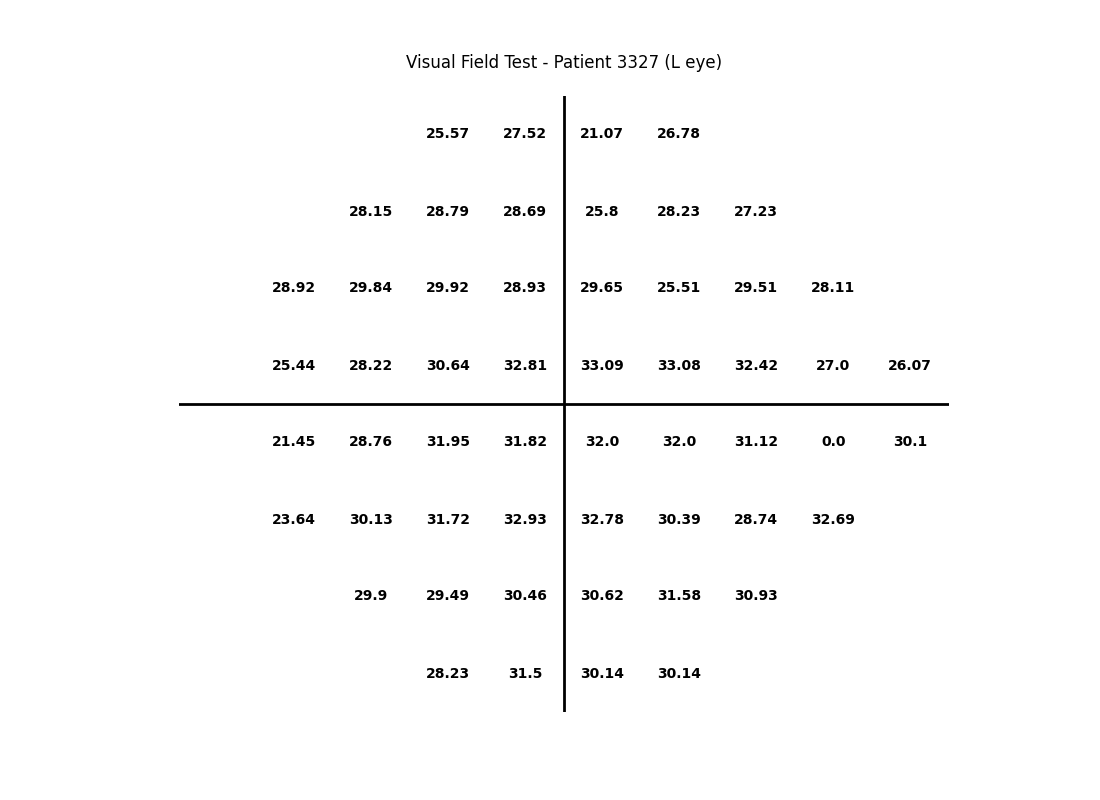 Visual Field Test - Patient 3327 (L eye)
25.57 27.52 21.07 26.78
28.15 28.79 28.69 25.8 28.23 27.23
28.92 29.84 29.92 28.93 29.65 25.51 29.51 28.11
25.44 28.22 30.64 32.81 33.09 33.08 32.42 27.0 26.07
21.45 28.76 31.95 31.82 32.0 32.0 31.12 0.0 30.1
23.64 30.13 31.72 32.93 32.78 30.39 28.74 32.69
29.9 29.49 30.46 30.62 31.58 30.93
28.23 31.5 30.14 30.14